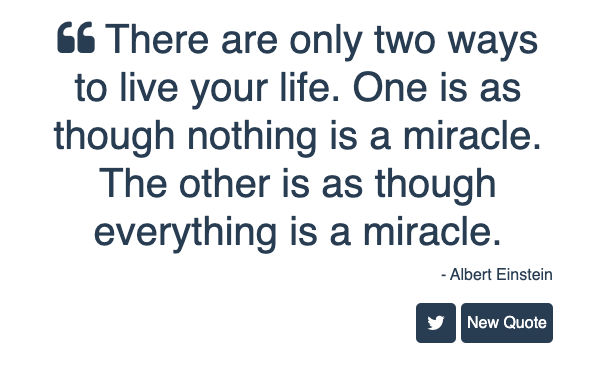 “ There are only two ways
to live your life. One is as
though nothing is a miracle.
The other is as though
everything is a miracle.
- Albert Einstein
New Quote